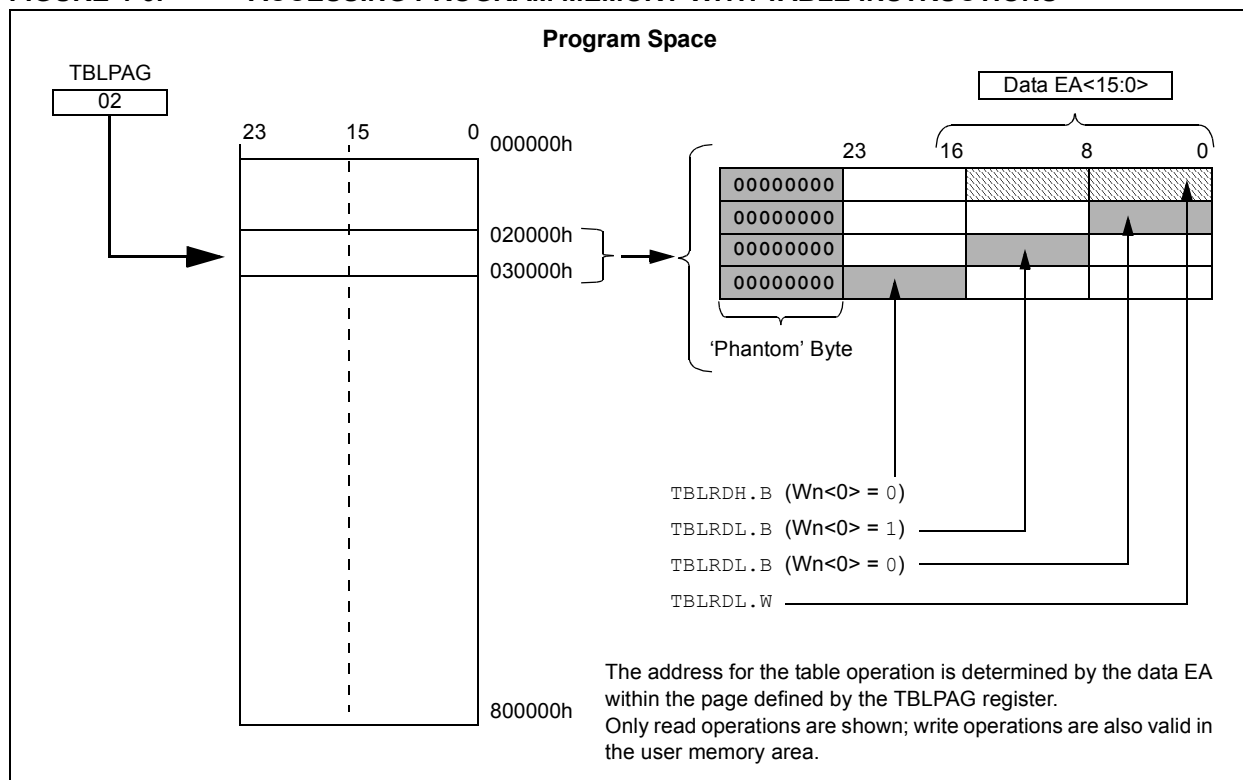 Program Space
TBLPAG
02
Data EA<15:0>
23 15 0
000000h
23 16 8 0
00000000
00000000
00000000
00000000
020000h
030000h
'Phantom' Byte
TBLRDH.B (Wn<0> = 0)
TBLRDL.B (Wn<0> = 1)
TBLRDL.B (Wn<0> = 0)
TBLRDL.W
The address for the table operation is determined by the data EA
within the page defined by the TBLPAG register.
Only read operations are shown; write operations are also valid in
the user memory area.
800000h